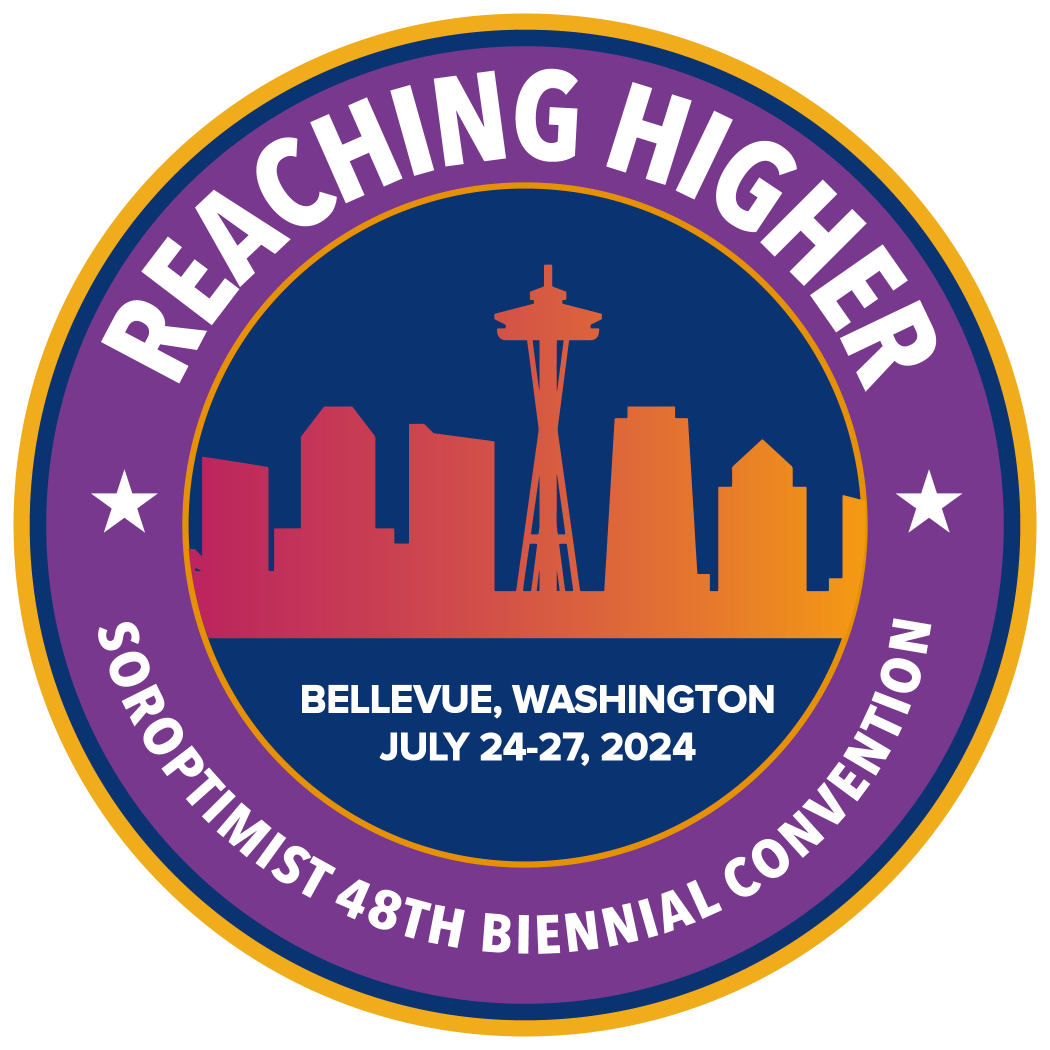 REACHING HIGHER
BELLEVUE, WASHINGTON
JULY 24-27, 2024
SOROPTIMIST 48TH BIENNIAL CONVENTION